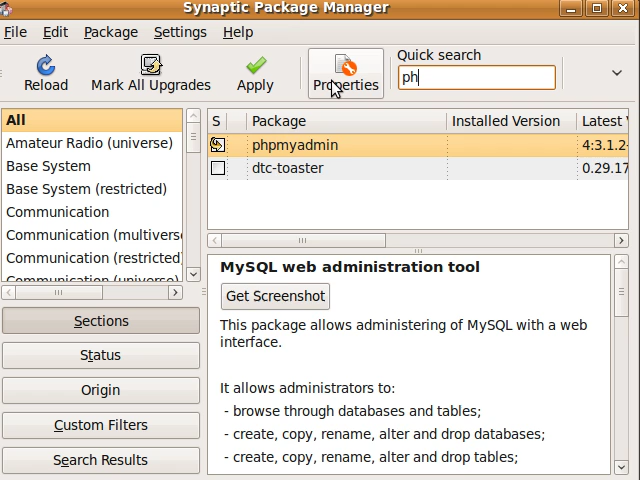 Synaptic Package Manager
File Edit Package Settings Help
Reload Mark All Upgrades Apply Properties Quick search
ph
All
Amateur Radio (universe)
Base System
Base System (restricted)
Communication
Communication (multivers
Communication (restricted)
Communication (universe)
Sections
Status
Origin
Custom Filters
Search Results
S Package Installed Version Latest V
phpmyadmin 4:3.1.2-
dtc-toaster 0.29.17
MySQL web administration tool
Get Screenshot
This package allows administering of MySQL with a web
interface.
It allows administrators to:
- browse through databases and tables;
- create, copy, rename, alter and drop databases;
- create, copy, rename, alter and drop tables;